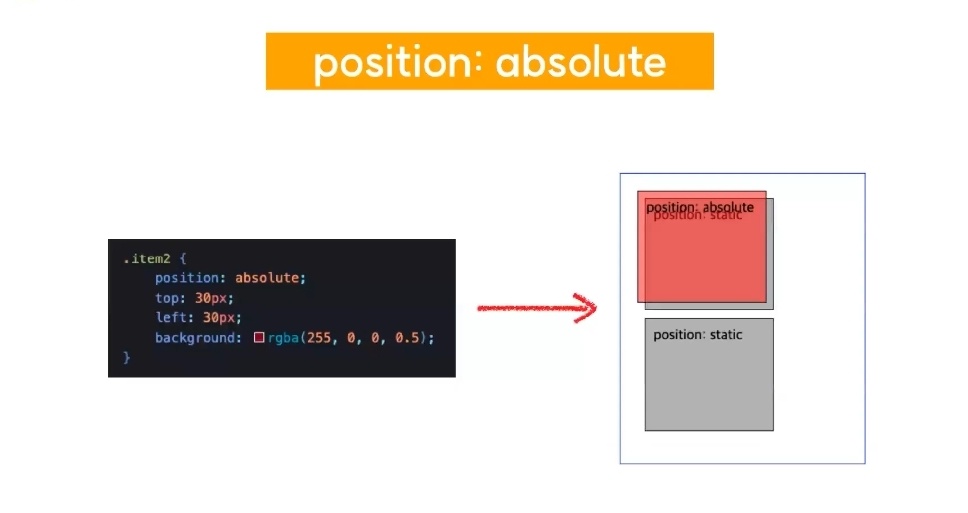 position: absolute
.item2 {
position: absolute;
top: 30px;
left: 30px;
background: rgba(255, 0, 0, 0.5);
}
position: absolute
position: static
position: static